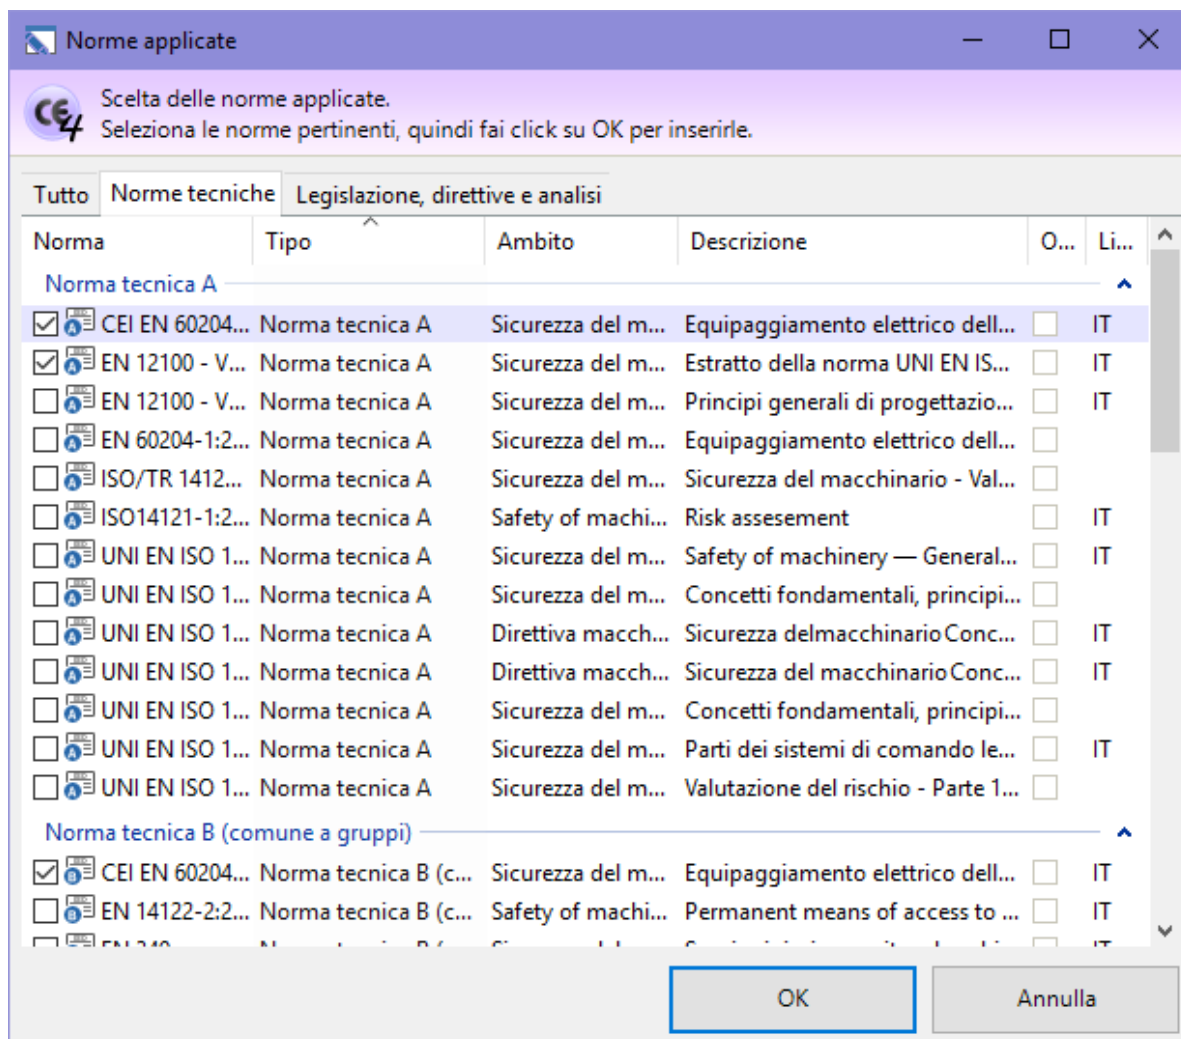 Norme applicate
CE4
Scelta delle norme applicate.
Seleziona le norme pertinenti, quindi fai click su OK per inserirle.
Tutto Norme tecniche Legislazione, direttive e analisi
Norma Tipo Ambito Descrizione O... Li...
Norma tecnica A
CEI EN 60204... Norma tecnica A Sicurezza del m... Equipaggiamento elettrico dell... IT
EN 12100 - V... Norma tecnica A Sicurezza del m... Estratto della norma UNI EN IS... IT
EN 12100 - V... Norma tecnica A Sicurezza del m... Principi generali di progettazio... IT
EN 60204-1:2... Norma tecnica A Sicurezza del m... Equipaggiamento elettrico dell...
ISO/TR 1412... Norma tecnica A Sicurezza del m... Sicurezza del macchinario - Val...
ISO14121-1:2... Norma tecnica A Safety of machi... Risk assesement IT
UNI EN ISO 1... Norma tecnica A Sicurezza del m... Safety of machinery — General... IT
UNI EN ISO 1... Norma tecnica A Sicurezza del m... Concetti fondamentali, principi...
UNI EN ISO 1... Norma tecnica A Direttiva macch... Sicurezza delmacchinario Conc... IT
UNI EN ISO 1... Norma tecnica A Direttiva macch... Sicurezza del macchinario Conc... IT
UNI EN ISO 1... Norma tecnica A Sicurezza del m... Concetti fondamentali, principi...
UNI EN ISO 1... Norma tecnica A Sicurezza del m... Parti dei sistemi di comando le... IT
UNI EN ISO 1... Norma tecnica A Sicurezza del m... Valutazione del rischio - Parte 1...
Norma tecnica B (comune a gruppi)
CEI EN 60204... Norma tecnica B (c... Sicurezza del m... Equipaggiamento elettrico dell... IT
EN 14122-2:2... Norma tecnica B (c... Safety of machi... Permanent means of access to ... IT
OK Annulla